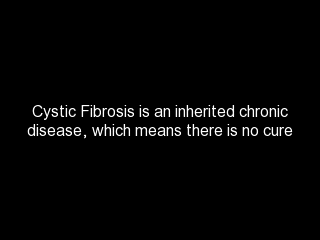 Cystic Fibrosis is an inherited chronic
disease, which means there is no cure